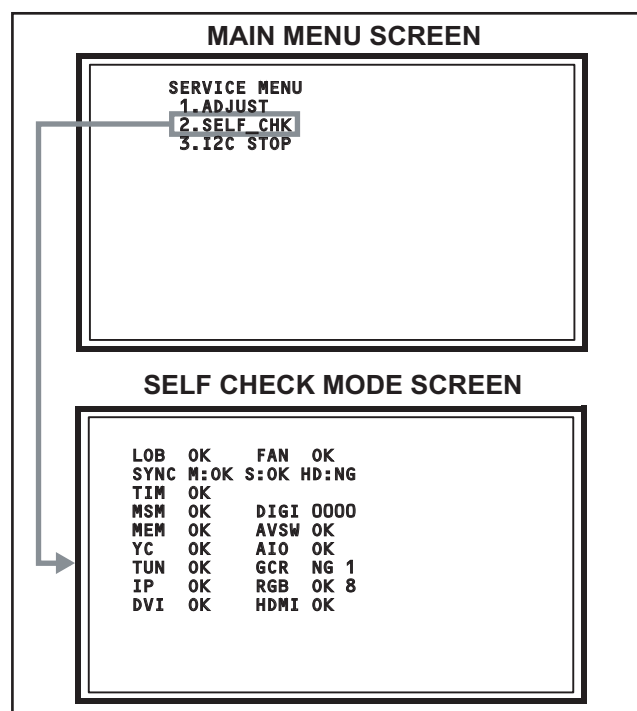 MAIN MENU SCREEN
SERVICE MENU
1.ADJUST
2.SELF_CHK
3.I2C STOP
SELF CHECK MODE SCREEN
LOB OK FAN OK
SYNC M:OK S:OK HD:NG
TIM OK
MSM OK DIGI 0000
MEM OK AVSW OK
YC OK AIO OK
TUN OK GCR NG 1
IP OK RGB OK 8
DVI OK HDMI OK